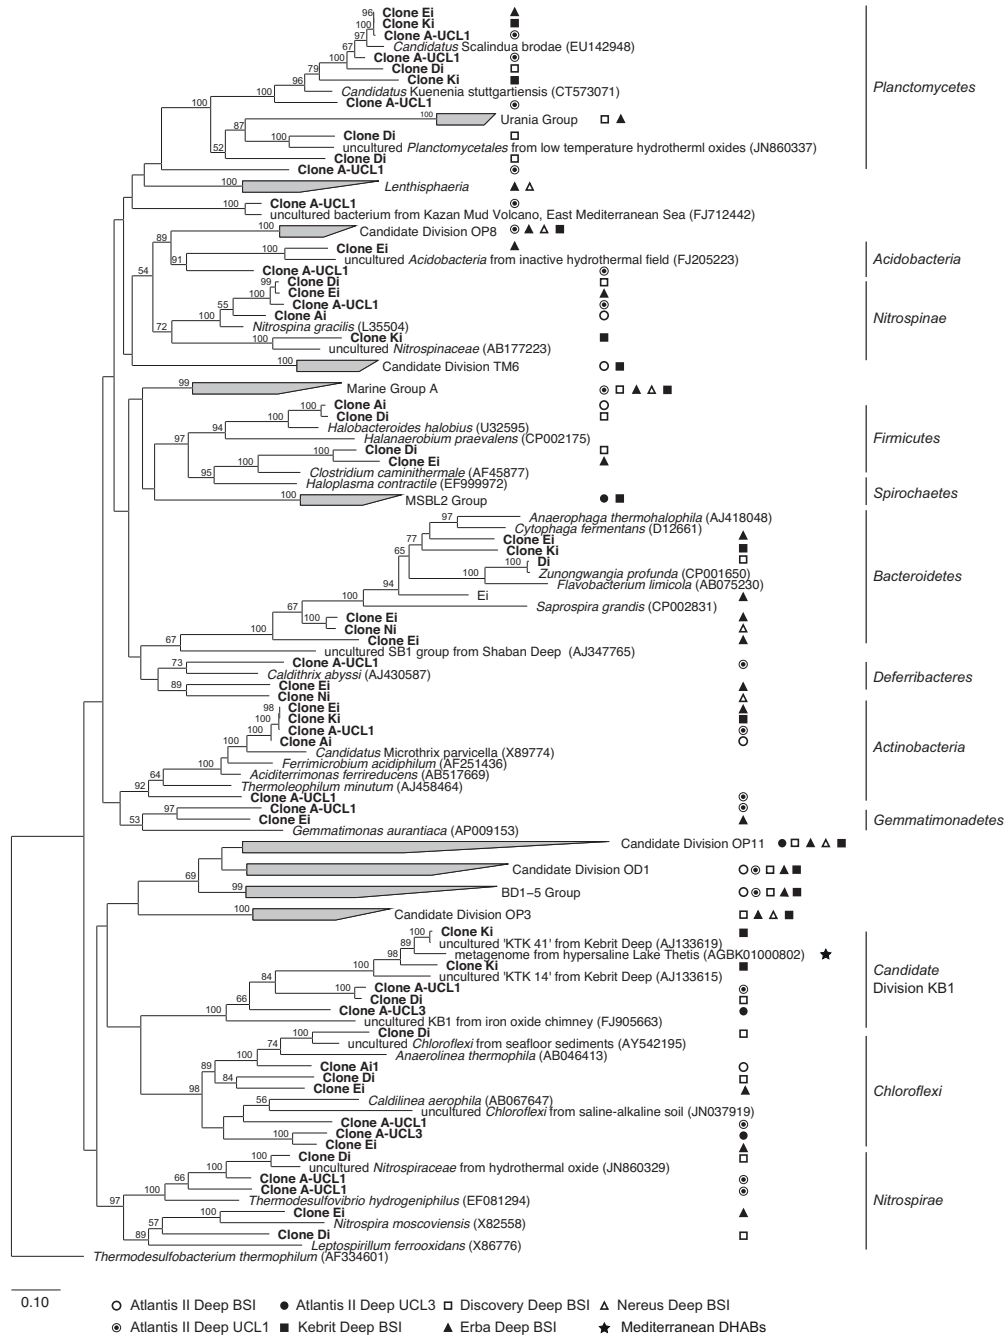 96 Clone Ei
100 Clone Ki
97 Clone A-UCL1
67 Candidatus Scalindua brodae (EU142948)
100 Clone A-UCL1
79 Clone Di
96 Clone Ki
100 Candidatus Kuenenia stuttgartiensis (CT573071)
Planctomycetes
100 Clone A-UCL1
87 100 Urania Group
100 Clone Di
52 uncultured Planctomycetales from low temperature hydrotherml oxides (JN860337)
Clone Di
Clone A-UCL1
100 Lenthisphaeria
Clone A-UCL1
uncultured bacterium from Kazan Mud Volcano, East Mediterranean Sea (FJ712442)
89 100 Candidate Division OP8
100 Clone Ei
91 uncultured Acidobacteria from inactive hydrothermal field (FJ205223)
Acidobacteria
54 Clone A-UCL1
99 Clone Di
Clone Ei
55 Clone A-UCL1
100 Clone Ai
Nitrospinae
72 Nitrospina gracilis (L35504)
100 Clone Ki
uncultured Nitrospinaceae (AB177223)
100 Candidate Division TM6
99 Marine Group A
100 Clone Ai
100 Clone Di
94 Halobacteroides halobius (U32595)
97 Halanaerobium praevalens (CP002175)
Firmicutes
100 Clone Di
100 Clone Ei
95 Clostridium caminithermale (AF45877)
Haloplasma contractile (EF999972)
100 MSBL2 Group
Spirochaetes
97 Anaerophaga thermohalophila (AJ418048)
77 Cytophaga fermentans (D12661)
Clone Ei
65 Clone Ki
100 Di
100 Zunongwangia profunda (CP001650)
Bacteroidetes
94 Flavobacterium limicola (AB075230)
100 Ei
67 Saprospira grandis (CP002831)
100 Clone Ei
100 Clone Ni
Clone Ei
67 uncultured SB1 group from Shaban Deep (AJ347765)
73 Clone A-UCL1
Caldithrix abyssi (AJ430587)
Deferribacteres
89 Clone Ei
Clone Ni
98 Clone Ei
100 Clone Ki
100 Clone A-UCL1
100 Clone Ai
Candidatus Microthrix parvicella (X89774)
Actinobacteria
100 Ferrimicrobium acidiphilum (AF251436)
64 Aciditerrimonas ferrireducens (AB517669)
92 Thermoleophilum minutum (AJ458464)
Clone A-UCL1
97 Clone A-UCL1
53 Clone Ei
Gemmatimonadetes
Gemmatimonas aurantiaca (AP009153)
Candidate Division OP11
69 Candidate Division OD1
99 BD1-5 Group
100 Candidate Division OP3
100 Clone Ki
89 uncultured 'KTK 41' from Kebrit Deep (AJ133619)
98 metagenome from hypersaline Lake Thetis (AGBK01000802)
100 Clone Ki
84 uncultured 'KTK 14' from Kebrit Deep (AJ133615)
Candidate
Division KB1
100 Clone A-UCL1
66 Clone Di
100 Clone A-UCL3
uncultured KB1 from iron oxide chimney (FJ905663)
100 Clone Di
74 uncultured Chloroflexi from seafloor sediments (AY542195)
100 Anaerolinea thermophila (AB046413)
89 Clone Ai1
84 Clone Di
98 Clone Ei
Chloroflexi
56 Caldilinea aerophila (AB067647)
uncultured Chloroflexi from saline-alkaline soil (JN037919)
Clone A-UCL1
100 Clone A-UCL3
Clone Ei
100 Clone Di
100 uncultured Nitrospiraceae from hydrothermal oxide (JN860329)
66 Clone A-UCL1
100 Clone A-UCL1
97 Thermodesulfovibrio hydrogeniphilus (EF081294)
Nitrospirae
100 Clone Ei
57 Nitrospira moscoviensis (X82558)
89 Clone Di
Leptospirillum ferrooxidans (X86776)
Thermodesulfobacterium thermophilum (AF334601)
0.10
Atlantis II Deep BSI Atlantis II Deep UCL3 Discovery Deep BSI Nereus Deep BSI
Atlantis II Deep UCL1 Kebrit Deep BSI Erba Deep BSI Mediterranean DHABs